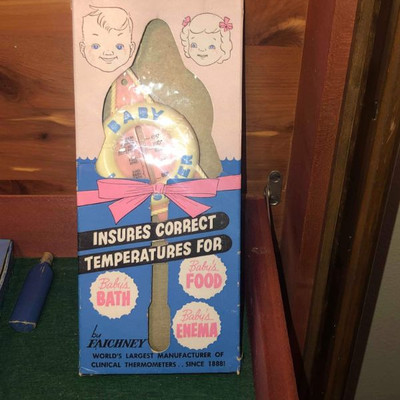 BABY
INSURES CORRECT
TEMPERATURES FOR
Baby's
BATH
Baby's
FOOD
Baby's
ENEMA
by
FAICHNEY
WORLD'S LARGEST MANUFACTURER OF
CLINICAL THERMOMETERS . . SINCE 1888!